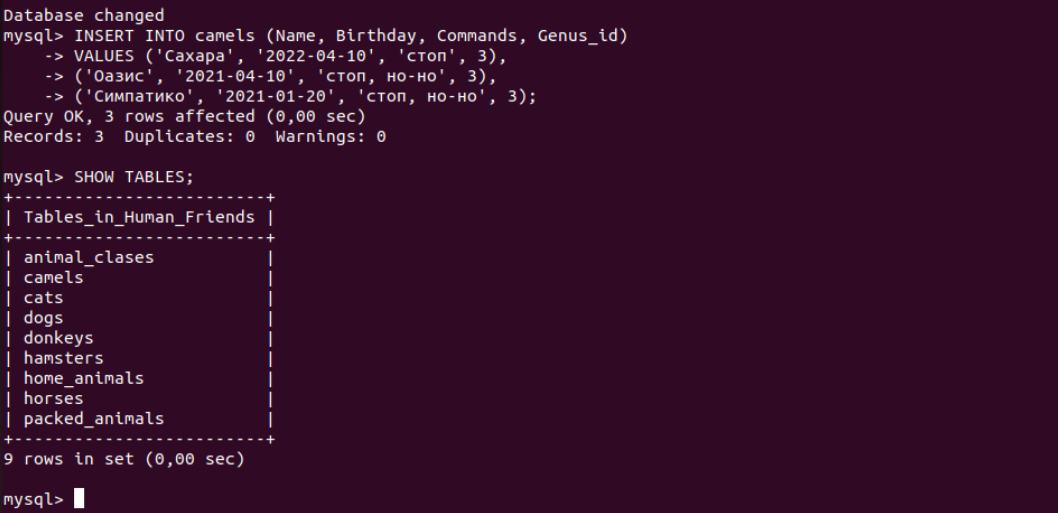 Database changed
mysql> INSERT INTO camels (Name, Birthday, Commands, Genus_id)
    -> VALUES ('Сахара', '2022-04-10', 'стоп', 3),
    -> ('Оазис', '2021-04-10', 'стоп, но-но', 3),
    -> ('Симпатико', '2021-01-20', 'стоп, но-но', 3);
Query OK, 3 rows affected (0,00 sec)
Records: 3  Duplicates: 0  Warnings: 0

mysql> SHOW TABLES;
+-------------------------+
| Tables_in_Human_Friends |
+-------------------------+
| animal_clases           |
| camels                  |
| cats                    |
| dogs                    |
| donkeys                 |
| hamsters                |
| home_animals            |
| horses                  |
| packed_animals          |
+-------------------------+
9 rows in set (0,00 sec)

mysql>